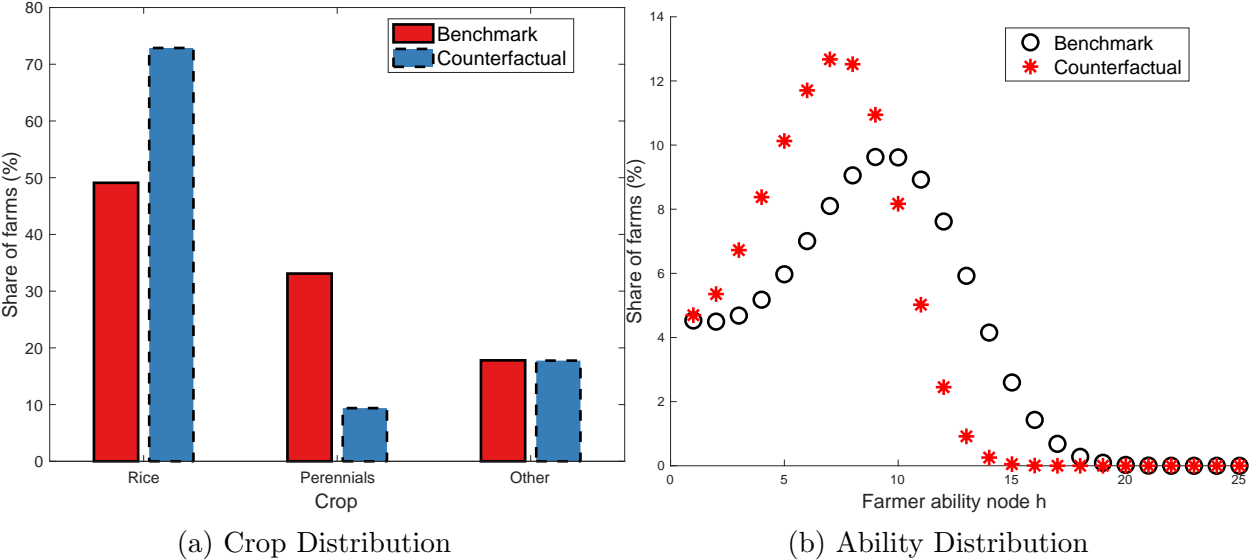 80
70
60
50
40
30
20
10
0
Share of farms (%)
Benchmark
Counterfactual
Rice
Perennials
Other
Crop
(a) Crop Distribution
14
12
10
8
6
4
2
0
Share of farms (%)
Benchmark
Counterfactual
0
5
10
15
20
25
Farmer ability node h
(b) Ability Distribution